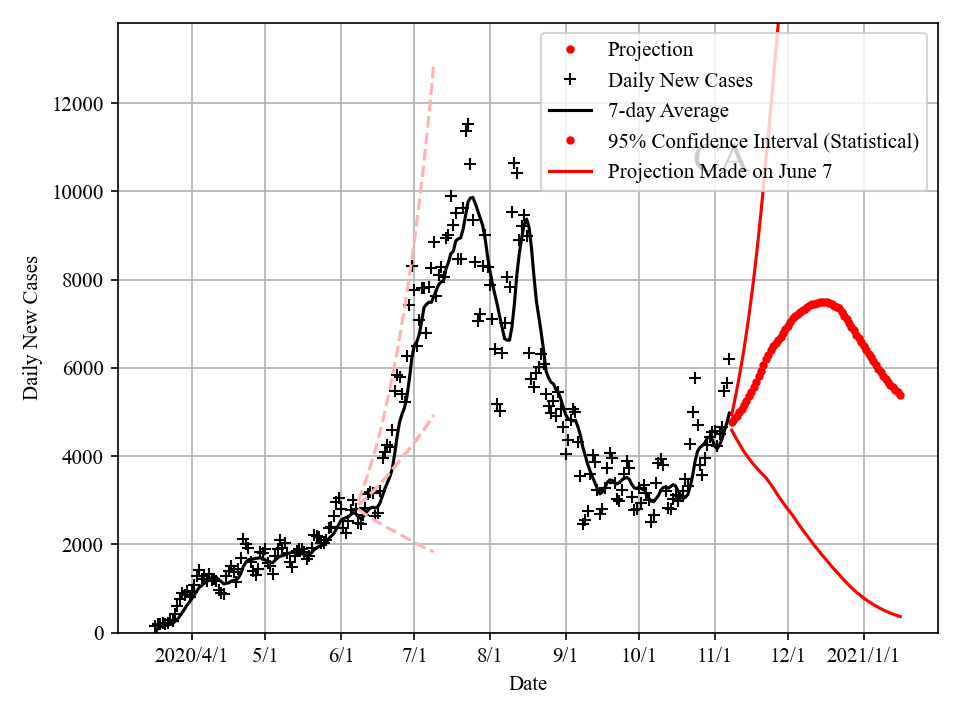 Projection
Daily New Cases
7-day Average
95% Confidence Interval (Statistical)
Projection Made on June 7
CA
12000
10000
8000
6000
4000
2000
0
Daily New Cases
2020/4/1 5/1 6/1 7/1 8/1 9/1 10/1 11/1 12/1 2021/1/1
Date